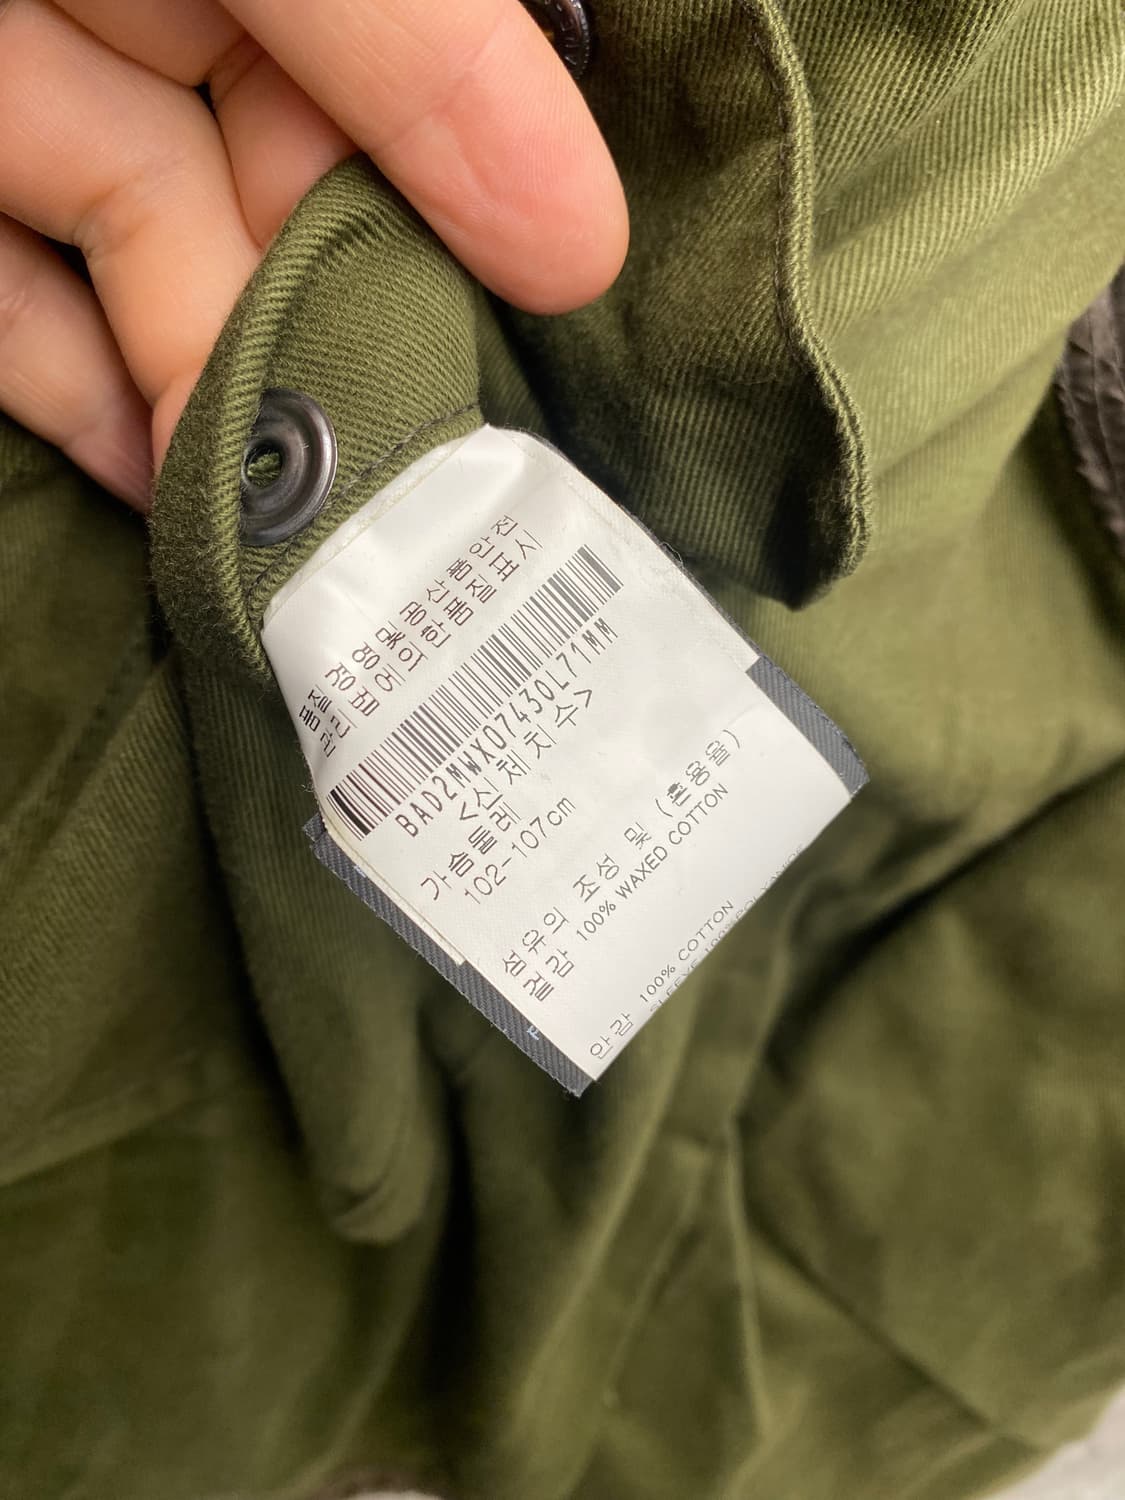 품질경영및공산품안전
관리법에의한품질표시
BAD2MWX07430L71MM
<신체치수>
가슴둘레
102-107cm
섬유의 조성 및 (혼용율)
겉감 100% WAXED COTTON
안감 100% COTTON
SLEEVE